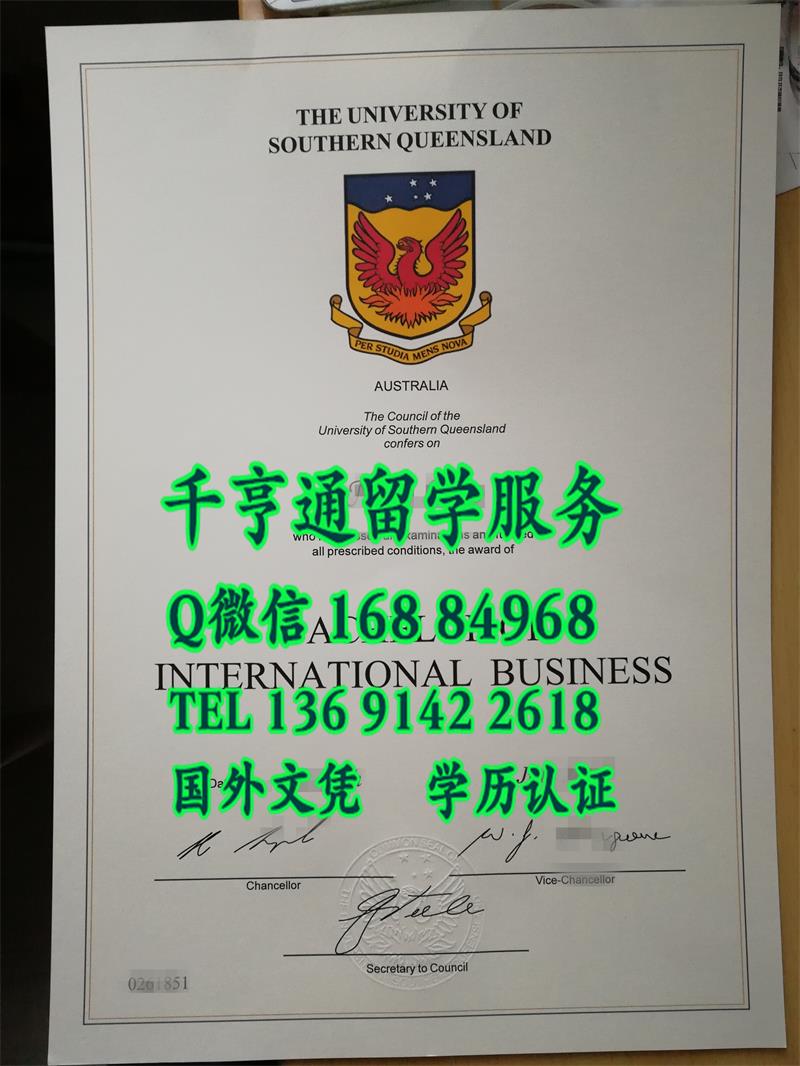 THE UNIVERSITY OF
SOUTHERN QUEENSLAND
PER STUDIA MENS NOVA
AUSTRALIA
The Council of the
University of Southern Queensland
confers on
千亨通留学服务
who
all prescribed conditions, the award of
Q微信 168 84968
INTERNATIONAL BUSINESS
TEL 136 9142 2618
国外文凭 学历认证
Chancellor
Vice-Chancellor
Secretary to Council
0261851